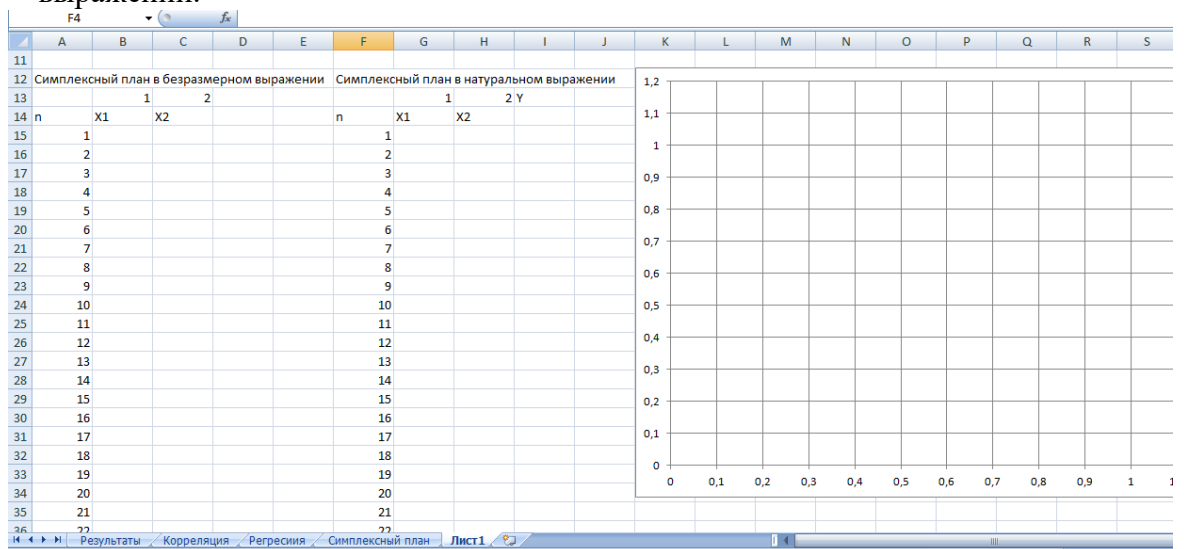 выражении.
F4 fx
A B C D E F G H I J K L M N O P Q R S
11
12 Симплексный план в безразмерном выражении Симплексный план в натуральном выражении
13 1 2 1 2 Y
14 n X1 X2 n X1 X2
15 1 1
16 2 2
17 3 3
18 4 4
19 5 5
20 6 6
21 7 7
22 8 8
23 9 9
24 10 10
25 11 11
26 12 12
27 13 13
28 14 14
29 15 15
30 16 16
31 17 17
32 18 18
33 19 19
34 20 20
35 21 21
36 22 22
1,2
1,1
1
0,9
0,8
0,7
0,6
0,5
0,4
0,3
0,2
0,1
0
0 0,1 0,2 0,3 0,4 0,5 0,6 0,7 0,8 0,9 1
Результаты Корреляция Регресиия Симплексный план Лист1